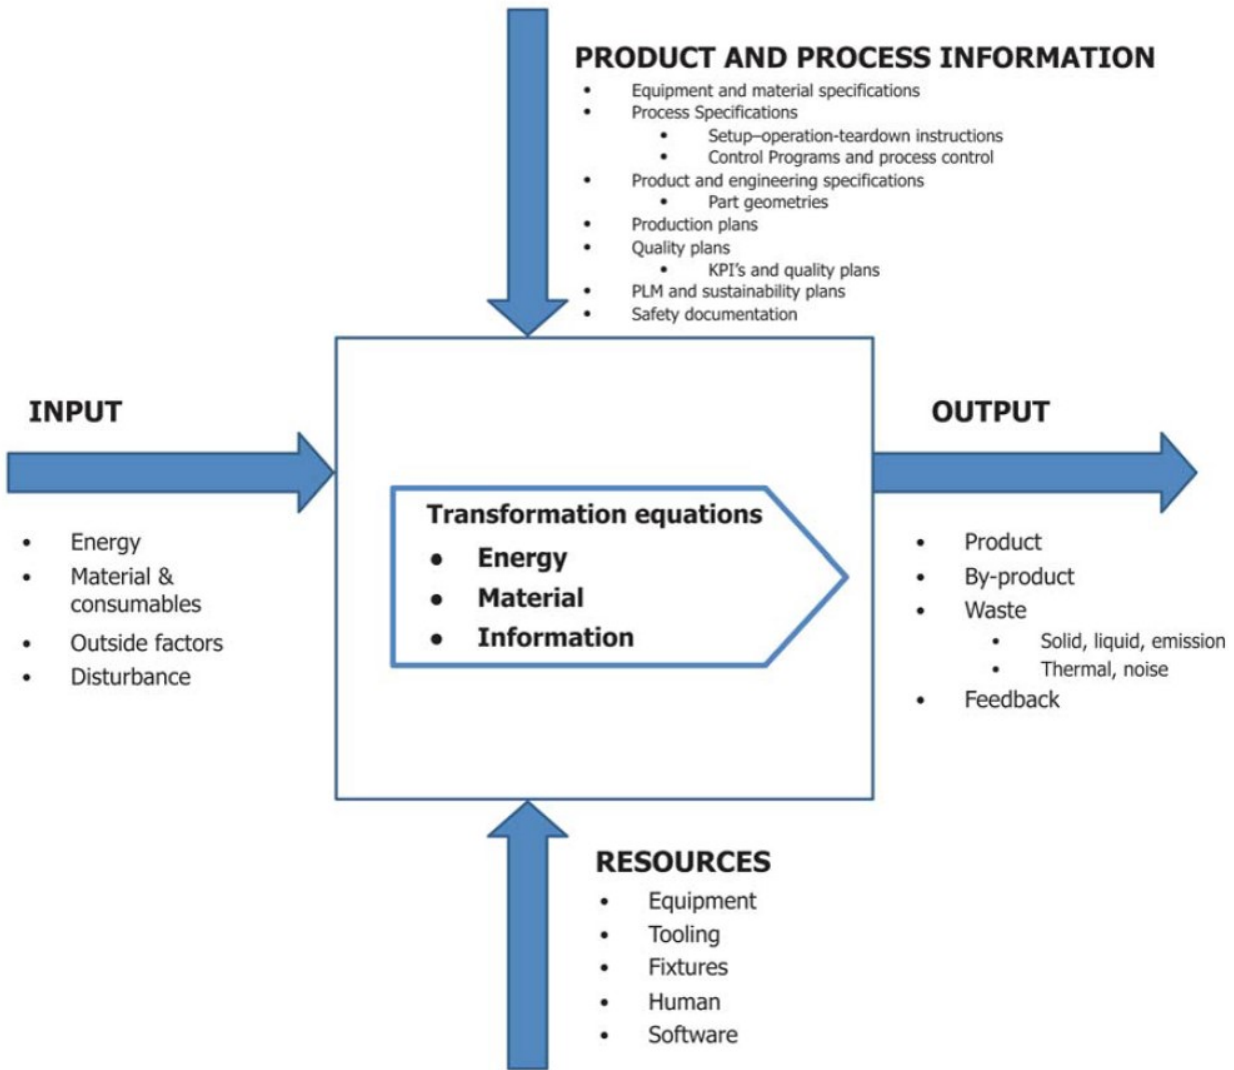 PRODUCT AND PROCESS INFORMATION
• Equipment and material specifications
• Process Specifications
• Setup–operation-teardown instructions
• Control Programs and process control
• Product and engineering specifications
• Part geometries
• Production plans
• Quality plans
• KPI's and quality plans
• PLM and sustainability plans
• Safety documentation
INPUT
• Energy
• Material &
consumables
• Outside factors
• Disturbance
Transformation equations
• Energy
• Material
• Information
OUTPUT
• Product
• By-product
• Waste
• Solid, liquid, emission
• Thermal, noise
• Feedback
RESOURCES
• Equipment
• Tooling
• Fixtures
• Human
• Software